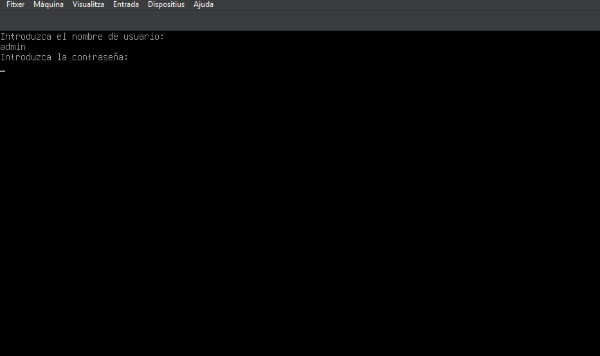 Fitxer Màquina Visualitza Entrada Dispositius Ajuda
Introduzca el nombre de usuario:
admin
Introduzca la contraseña: